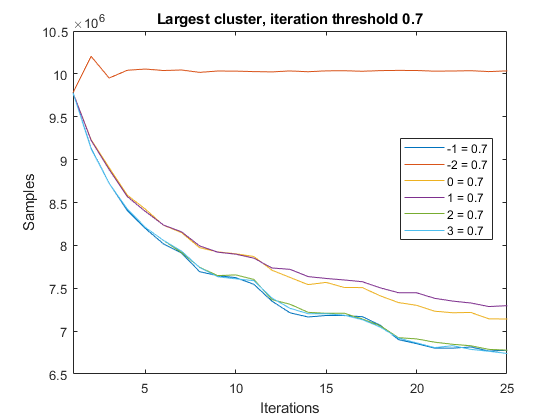 Largest cluster, iteration threshold 0.7
×10⁶
10.5
10
9.5
9
8.5
8
7.5
7
6.5
Samples
-1 = 0.7
-2 = 0.7
0 = 0.7
1 = 0.7
2 = 0.7
3 = 0.7
5 10 15 20 25
Iterations